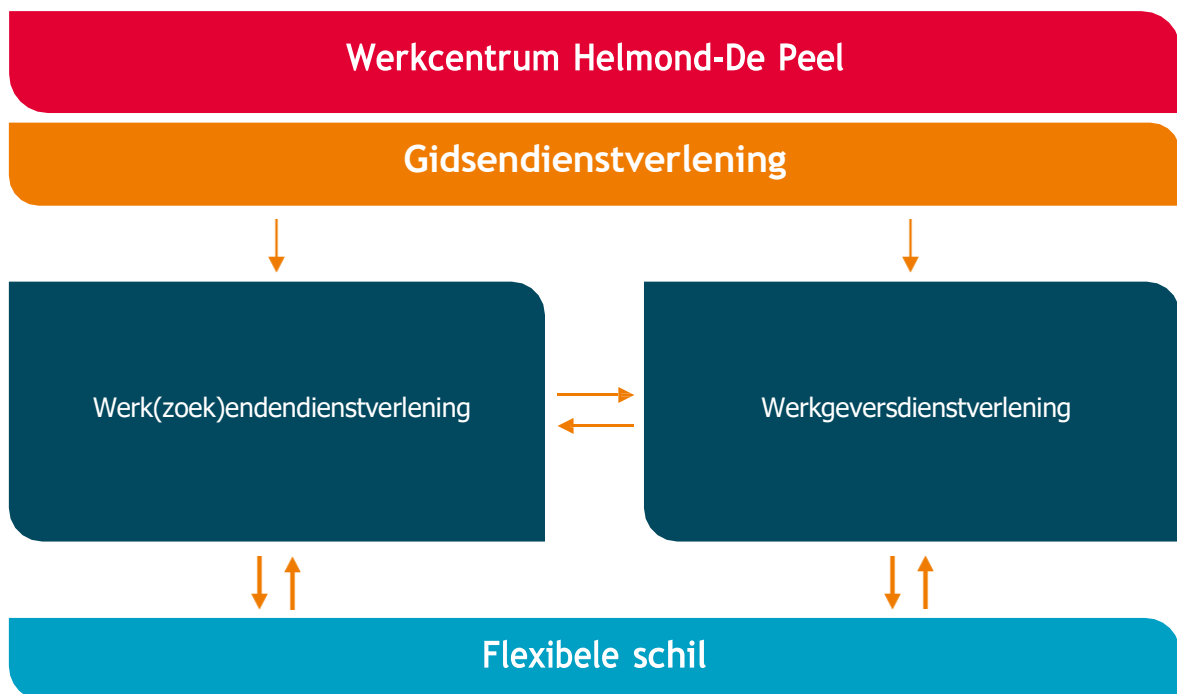 Werkcentrum Helmond-De Peel
Gidsendienstverlening
Werk(zoek)endendienstverlening
Werkgeversdienstverlening
Flexibele schil